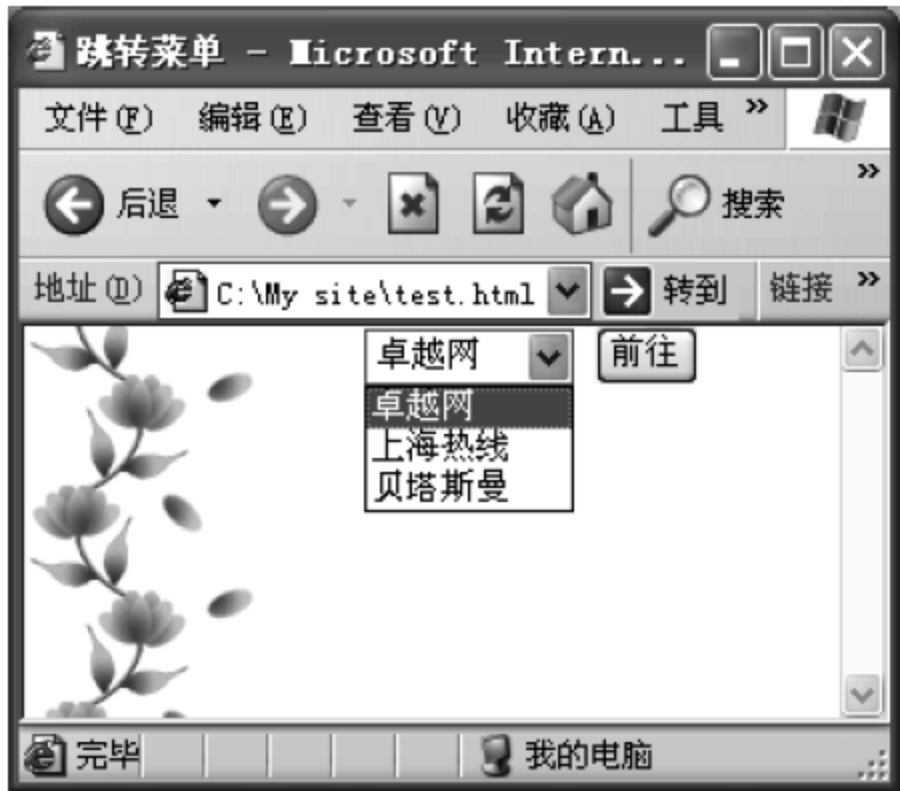 跳转菜单 - Microsoft Intern...
文件(F) 编辑(E) 查看(V) 收藏(A) 工具 »
后退 搜索 »
地址(D) C:\My site\test.html 转到 链接 »
卓越网 前往
卓越网
上海热线
贝塔斯曼
完毕 我的电脑